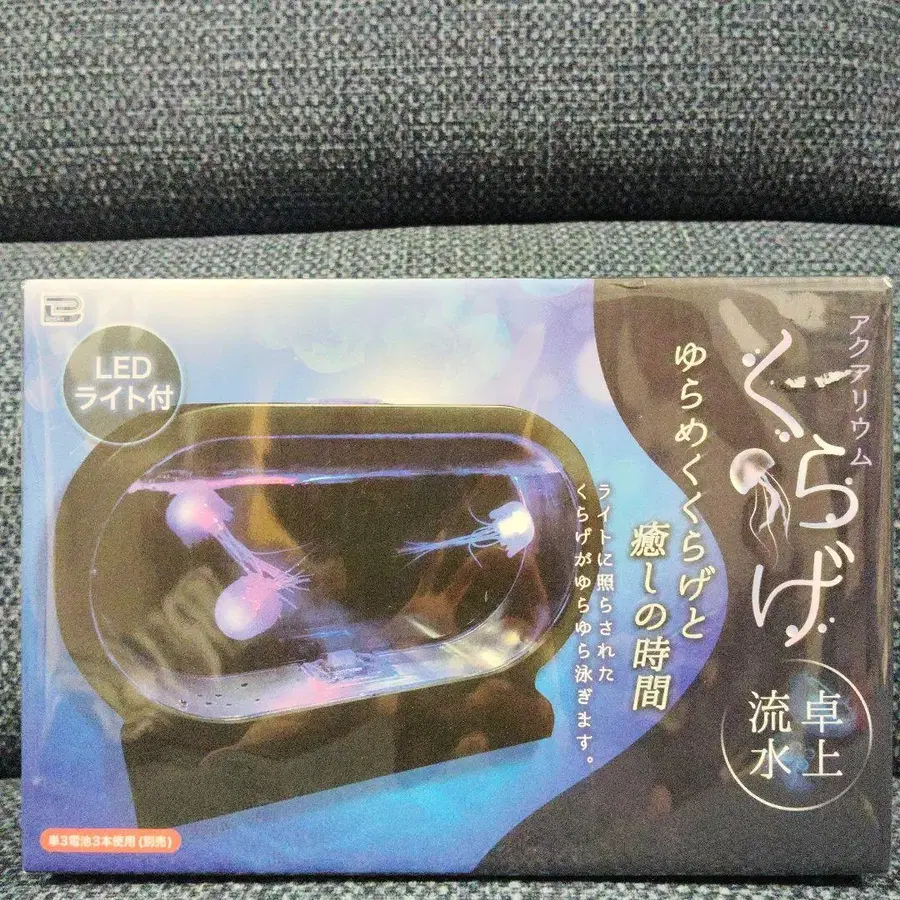 アクアリウム
くらげ
卓上
流水
ゆらめくくらげと
癒しの時間
ライトに照らされた
くらげがゆらゆら泳ぎます。
LED
ライト付
単3電池3本使用(別売)